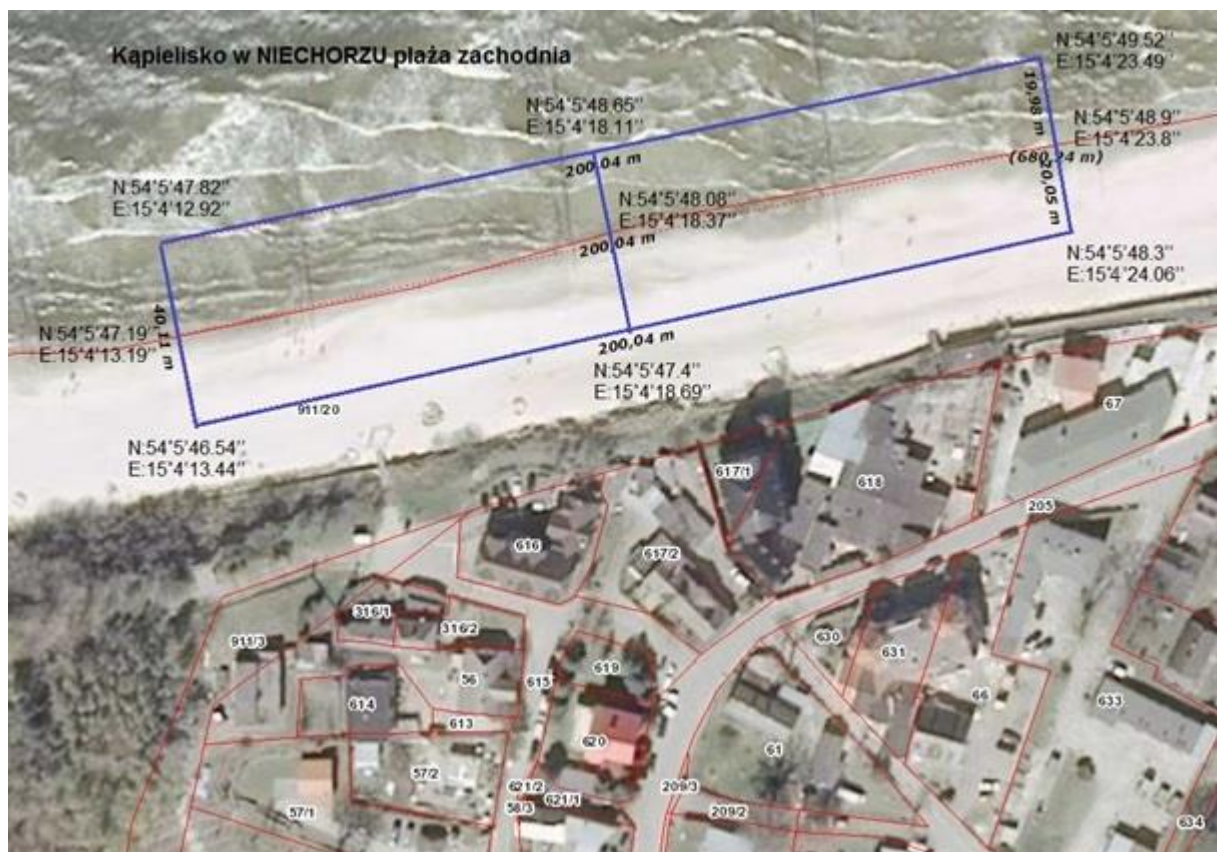 Kąpielisko w NIECHORZU plaża zachodnia
N:54°5'49.52''
E:15°4'23.49''
19,98 m
N:54°5'48.65''
E:15°4'18.11''
200,04 m
N:54°5'48.9''
E:15°4'23.8''
(680,24 m)
20,05 m
N:54°5'47.82''
E:15°4'12.92''
N:54°5'48.08''
E:15°4'18.37''
200,04 m
N:54°5'48.3''
E:15°4'24.06''
N:54°5'47.19''
E:15°4'13.19''
40,11 m
200,04 m
N:54°5'47.4''
E:15°4'18.69''
911/20
N:54°5'46.54''
E:15°4'13.44''
67
617/1
618
205
616
617/2
316/1
316/2
630
911/3
631
619
56
615
66
614
633
613
620
61
57/2
621/2
209/3
621/1
58/3
57/1
209/2
634